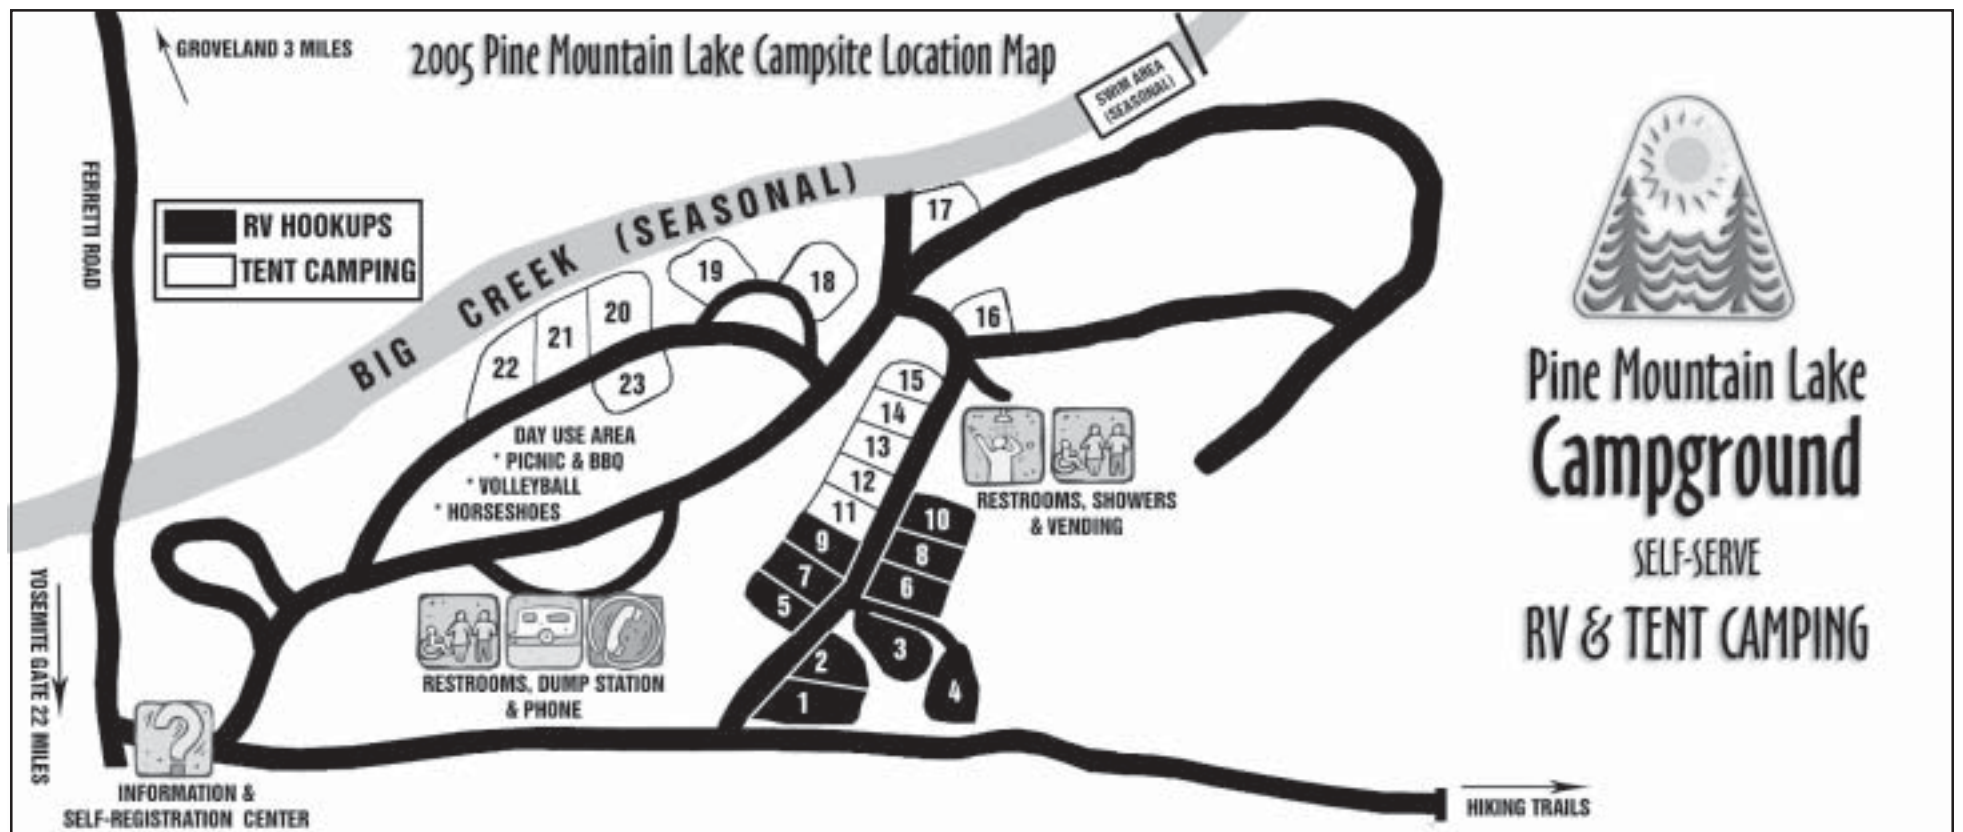 GROVELAND 3 MILES
2005 Pine Mountain Lake Campsite Location Map
SWIM AREA
(SEASONAL)
FERRETTI ROAD
RV HOOKUPS
TENT CAMPING
BIG CREEK (SEASONAL)
17
19
18
20
21
22
23
16
15
14
13
12
11
10
9
8
7
6
5
3
2
4
1
DAY USE AREA
* PICNIC & BBQ
* VOLLEYBALL
* HORSESHOES
RESTROOMS, SHOWERS
& VENDING
RESTROOMS, DUMP STATION
& PHONE
YOSEMITE GATE 22 MILES
?
INFORMATION &
SELF-REGISTRATION CENTER
HIKING TRAILS
Pine Mountain Lake
Campground
SELF-SERVE
RV & TENT CAMPING